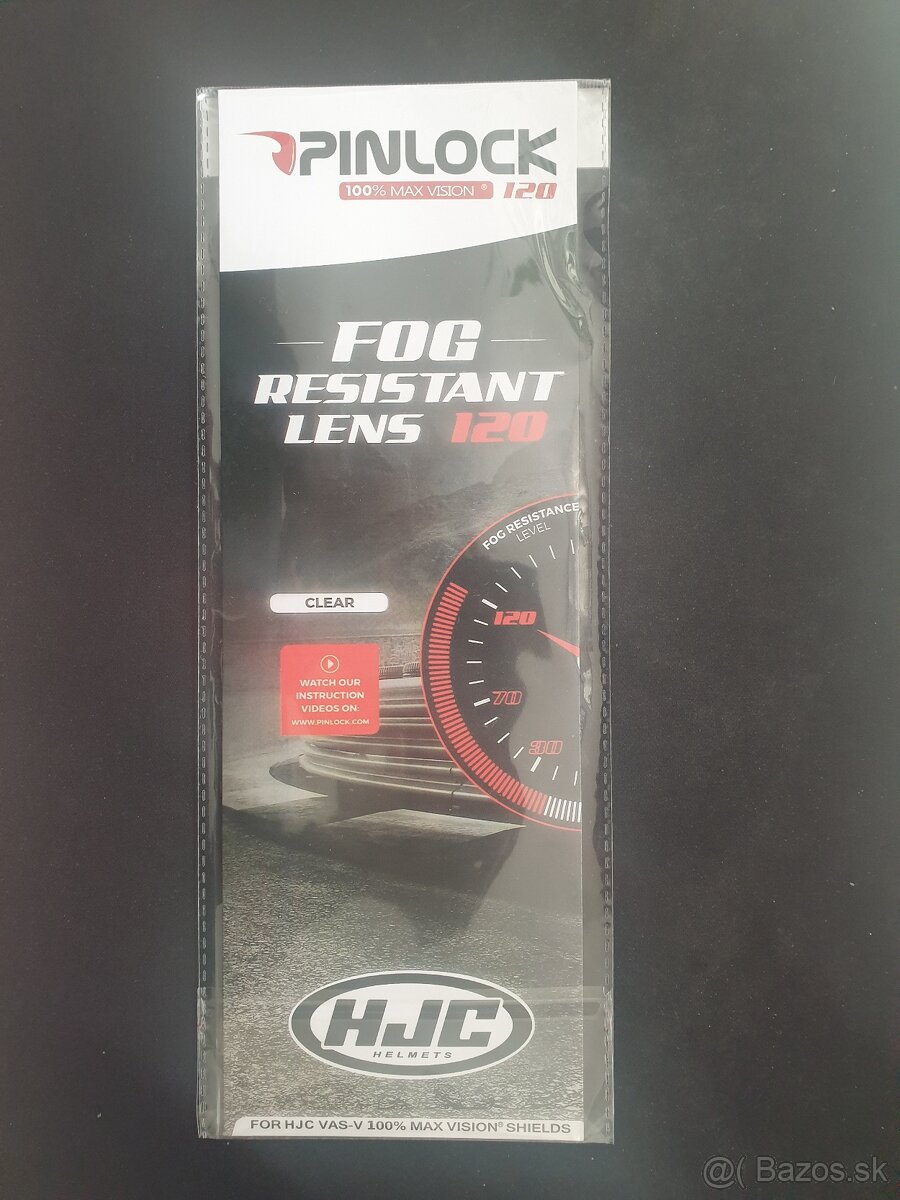 PINLOCK
100% MAX VISION ® 120
FOG
RESISTANT
LENS 120
FOG RESISTANCE
LEVEL
120
70
30
CLEAR
WATCH OUR
INSTRUCTION
VIDEOS ON:
WWW.PINLOCK.COM
HJC
HELMETS
FOR HJC VAS-V 100% MAX VISION® SHIELDS
@( Bazos.sk